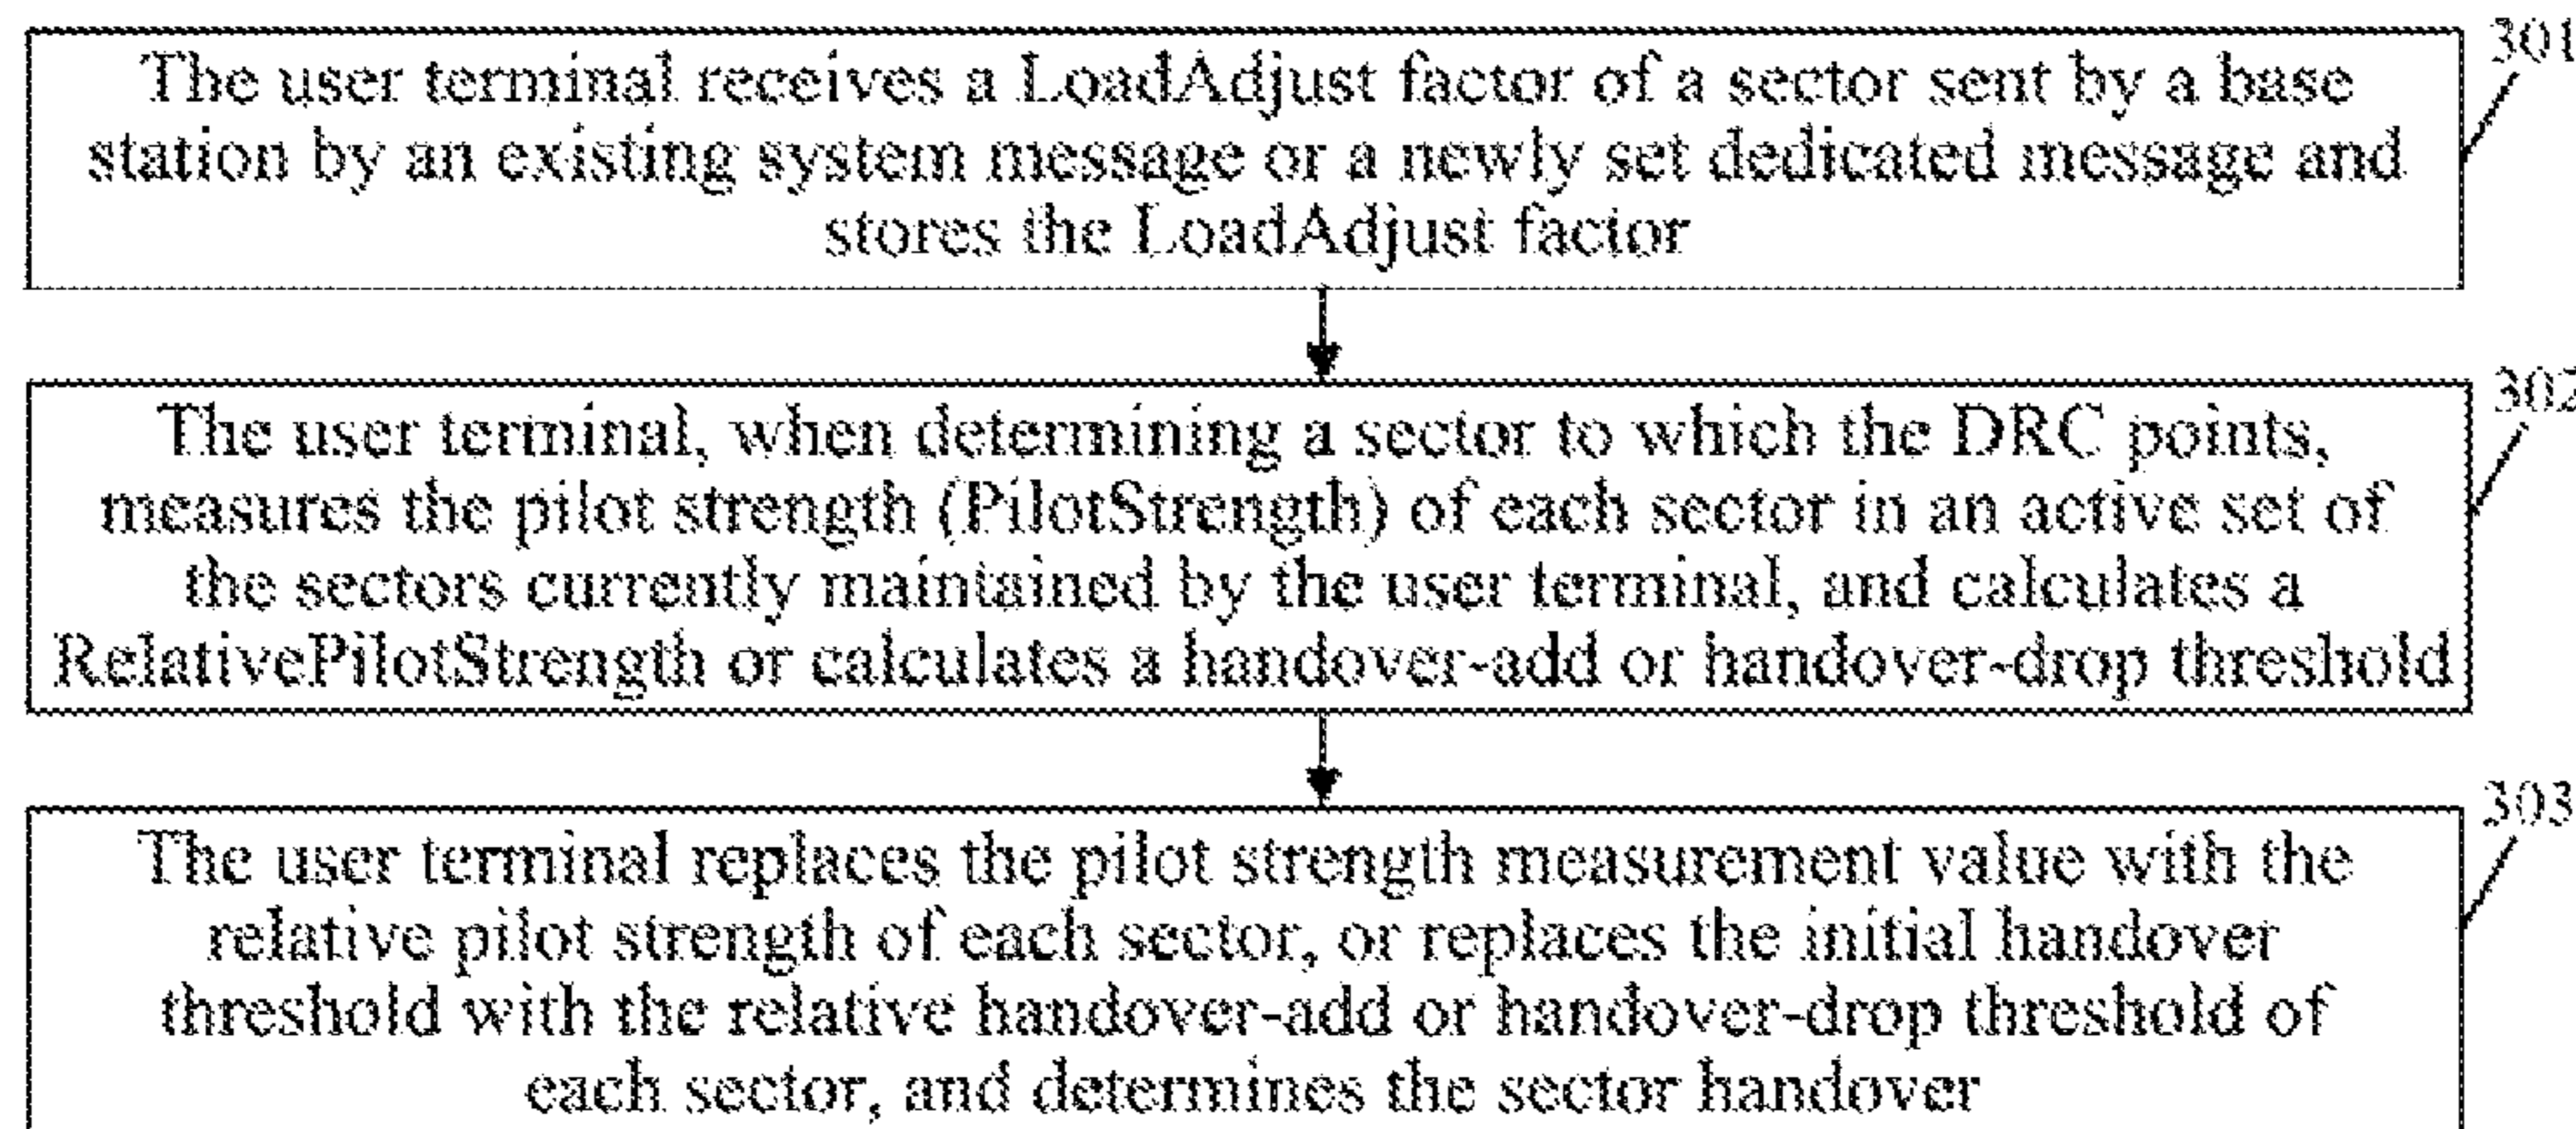 301
The user terminal receives a LoadAdjust factor of a sector sent by a base
station by an existing system message or a newly set dedicated message and
stores the LoadAdjust factor
302
The user terminal, when determining a sector to which the DRC points,
measures the pilot strength (PilotStrength) of each sector in an active set of
the sectors currently maintained by the user terminal, and calculates a
RelativePilotStrength or calculates a handover-add or handover-drop threshold
303
The user terminal replaces the pilot strength measurement value with the
relative pilot strength of each sector, or replaces the initial handover
threshold with the relative handover-add or handover-drop threshold of
each sector, and determines the sector handover